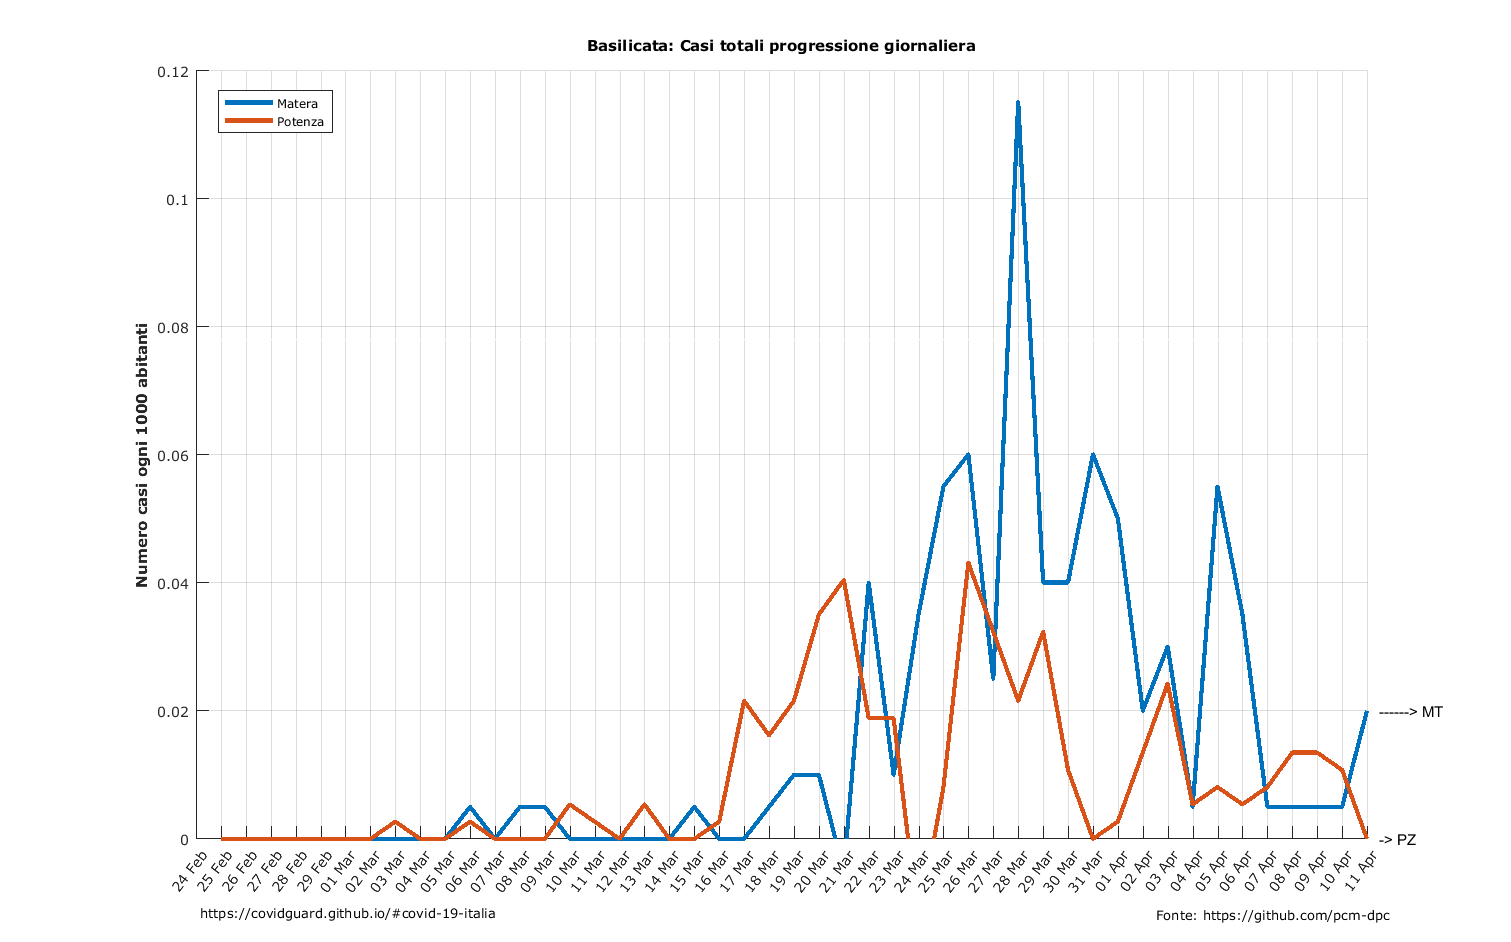 Basilicata: Casi totali progressione giornaliera
Numero casi ogni 1000 abitanti
0.12
0.1
0.08
0.06
0.04
0.02
0
Matera
Potenza
------> MT
-> PZ
24 Feb
25 Feb
26 Feb
27 Feb
28 Feb
29 Feb
01 Mar
02 Mar
03 Mar
04 Mar
05 Mar
06 Mar
07 Mar
08 Mar
09 Mar
10 Mar
11 Mar
12 Mar
13 Mar
14 Mar
15 Mar
16 Mar
17 Mar
18 Mar
19 Mar
20 Mar
21 Mar
22 Mar
23 Mar
24 Mar
25 Mar
26 Mar
27 Mar
28 Mar
29 Mar
30 Mar
31 Mar
01 Apr
02 Apr
03 Apr
04 Apr
05 Apr
06 Apr
07 Apr
08 Apr
09 Apr
10 Apr
11 Apr
https://covidguard.github.io/#covid-19-italia
Fonte: https://github.com/pcm-dpc